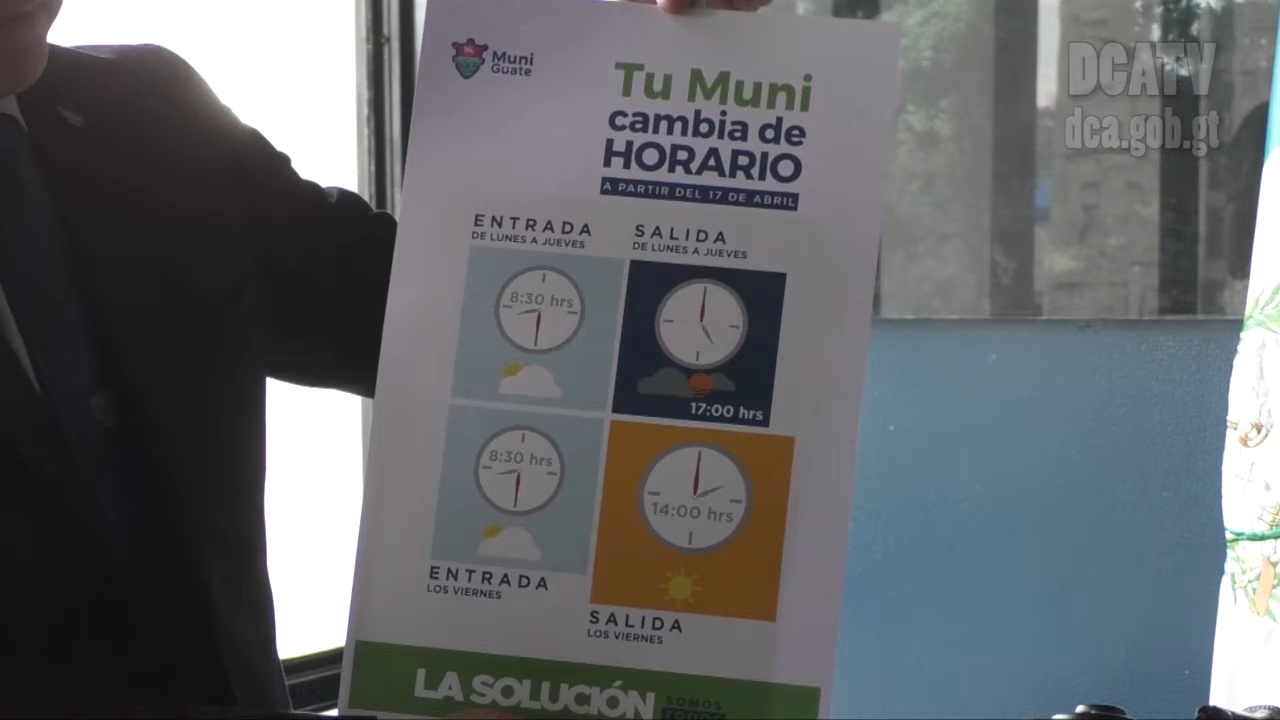 DCATV
dca.gob.gt
Muni
Guate
Tu Muni
cambia de
HORARIO
A PARTIR DEL 17 DE ABRIL
ENTRADA
DE LUNES A JUEVES
SALIDA
DE LUNES A JUEVES
8:30 hrs
17:00 hrs
8:30 hrs
14:00 hrs
ENTRADA
LOS VIERNES
SALIDA
LOS VIERNES
LA SOLUCIÓN
SOMOS
TODOS